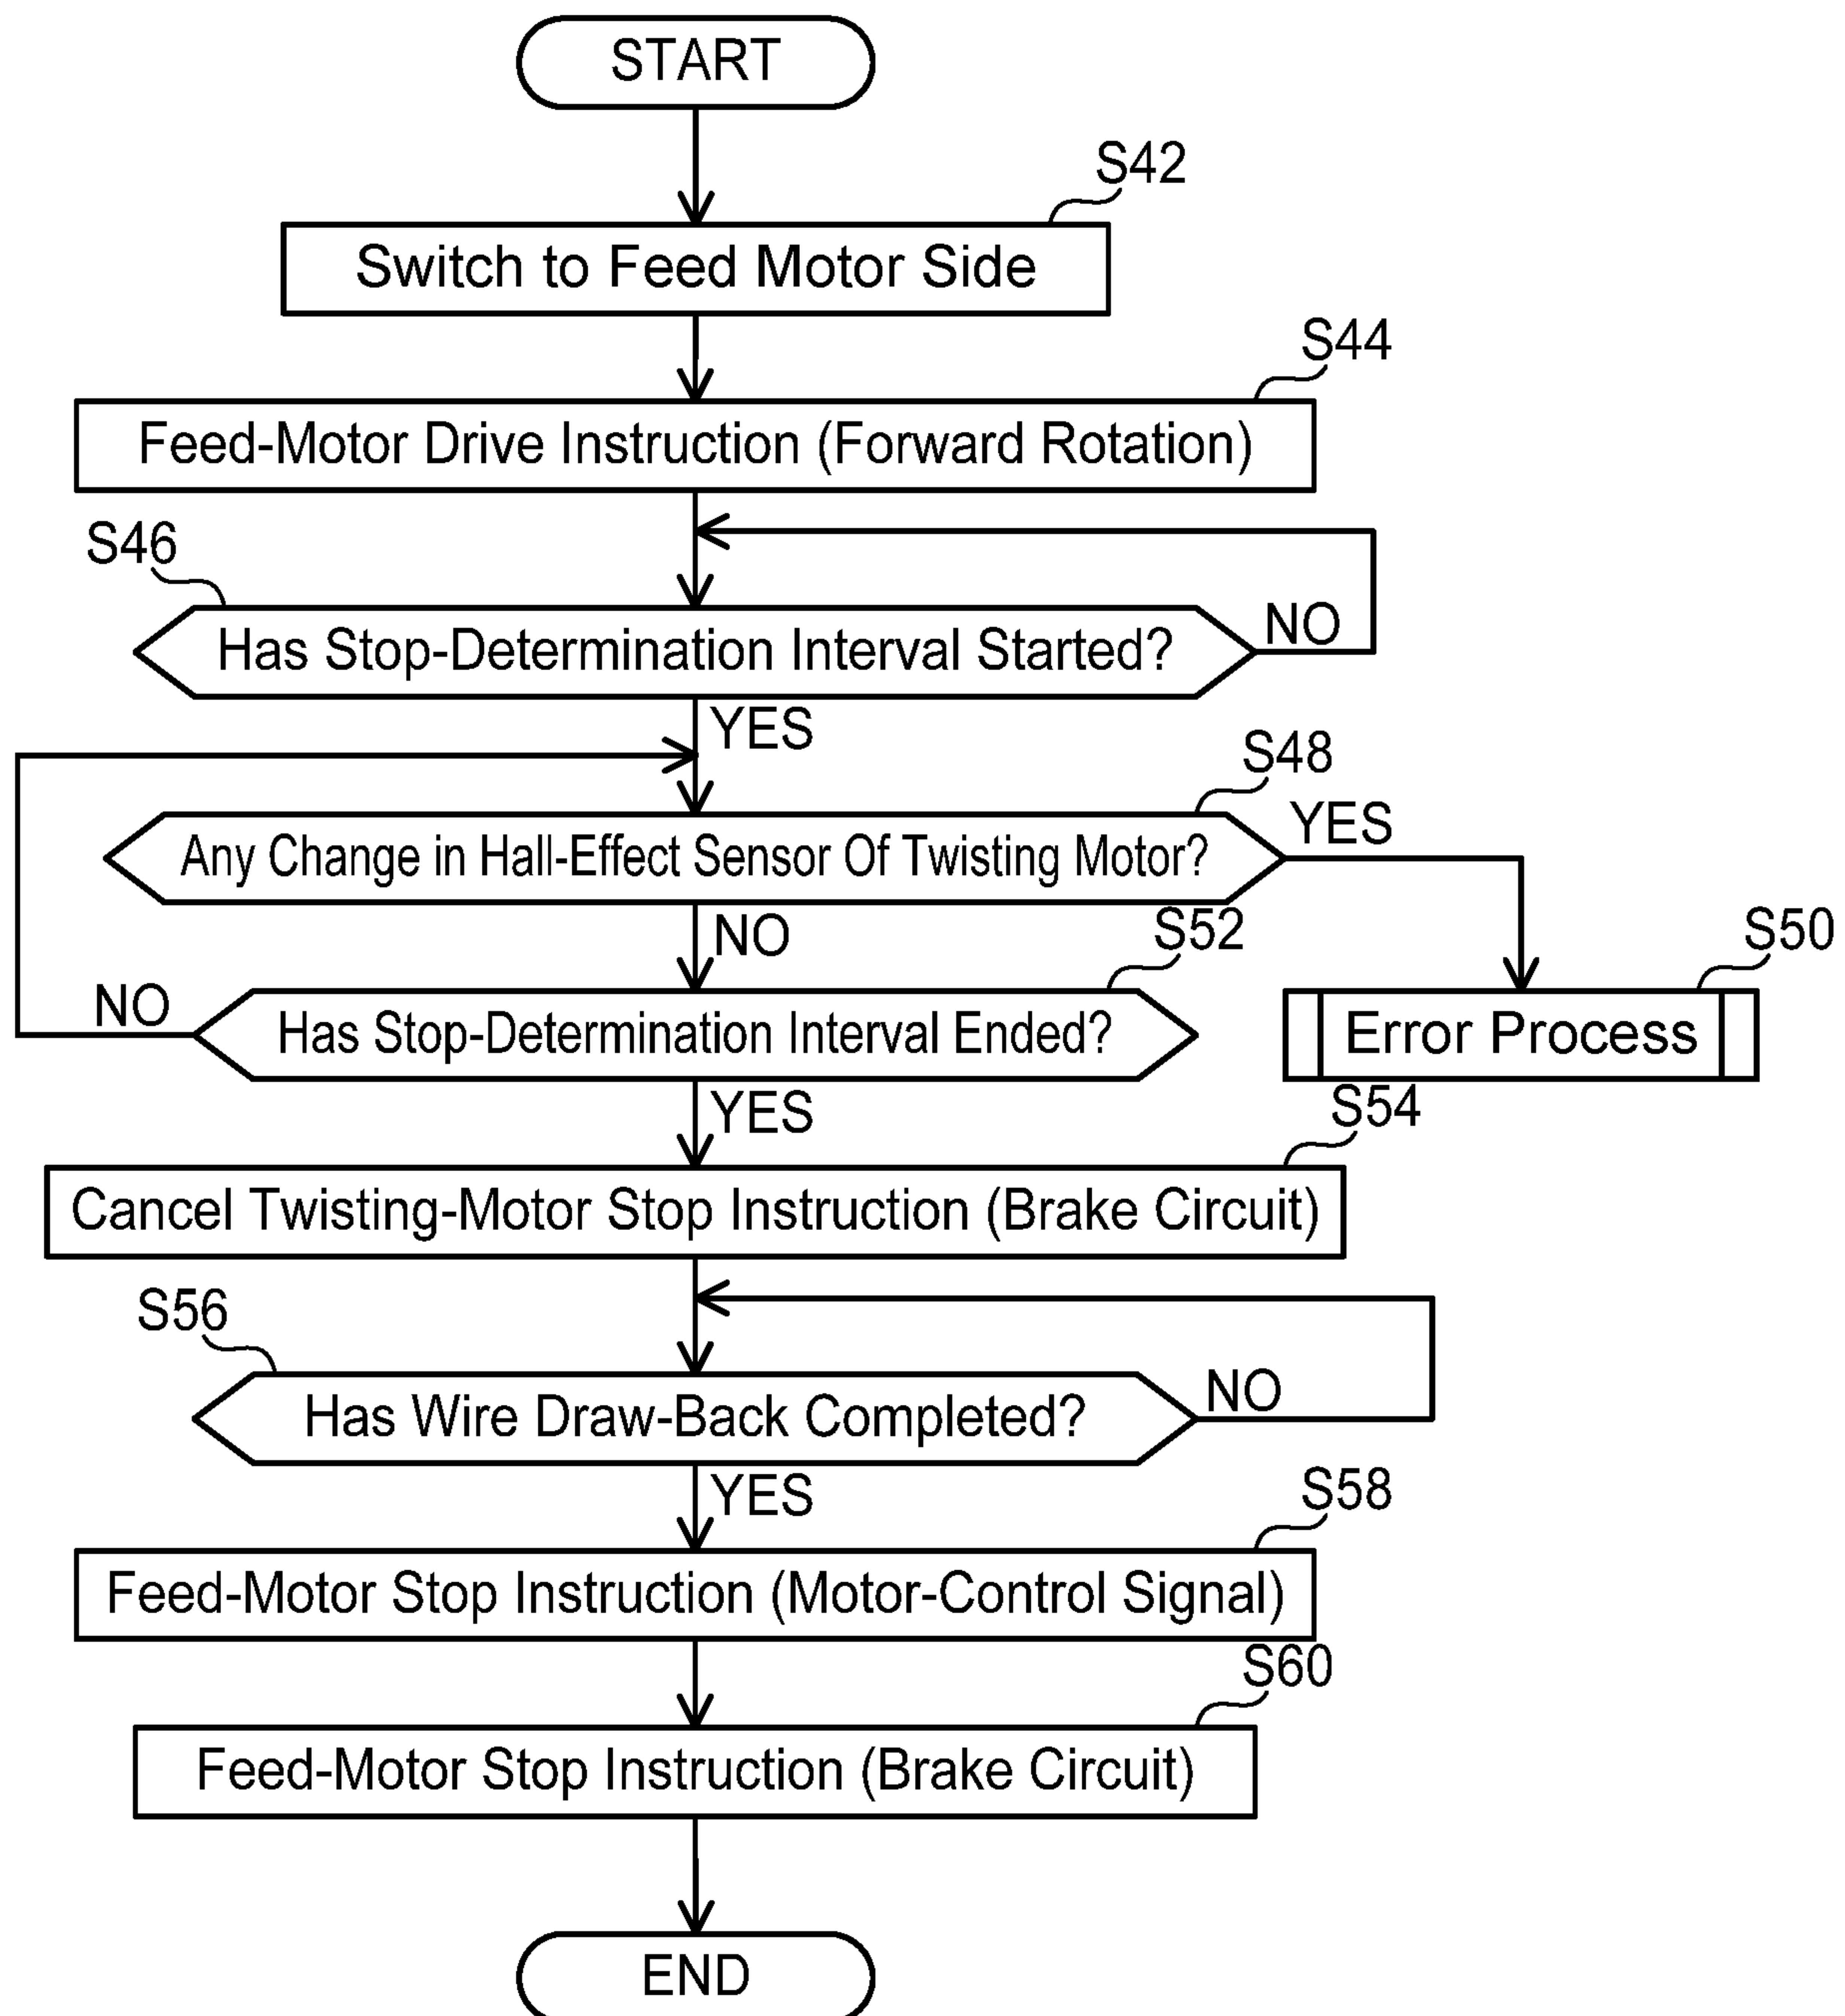 START
S42
Switch to Feed Motor Side
S44
Feed-Motor Drive Instruction (Forward Rotation)
S46
Has Stop-Determination Interval Started?
NO
YES
S48
Any Change in Hall-Effect Sensor Of Twisting Motor?
YES
NO
S52
S50
NO
Has Stop-Determination Interval Ended?
Error Process
YES
S54
Cancel Twisting-Motor Stop Instruction (Brake Circuit)
S56
Has Wire Draw-Back Completed?
NO
YES
S58
Feed-Motor Stop Instruction (Motor-Control Signal)
S60
Feed-Motor Stop Instruction (Brake Circuit)
END